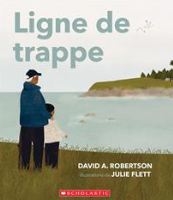 Ligne de
trappe
DAVID A. ROBERTSON
illustrations de JULIE FLETT
SCHOLASTIC